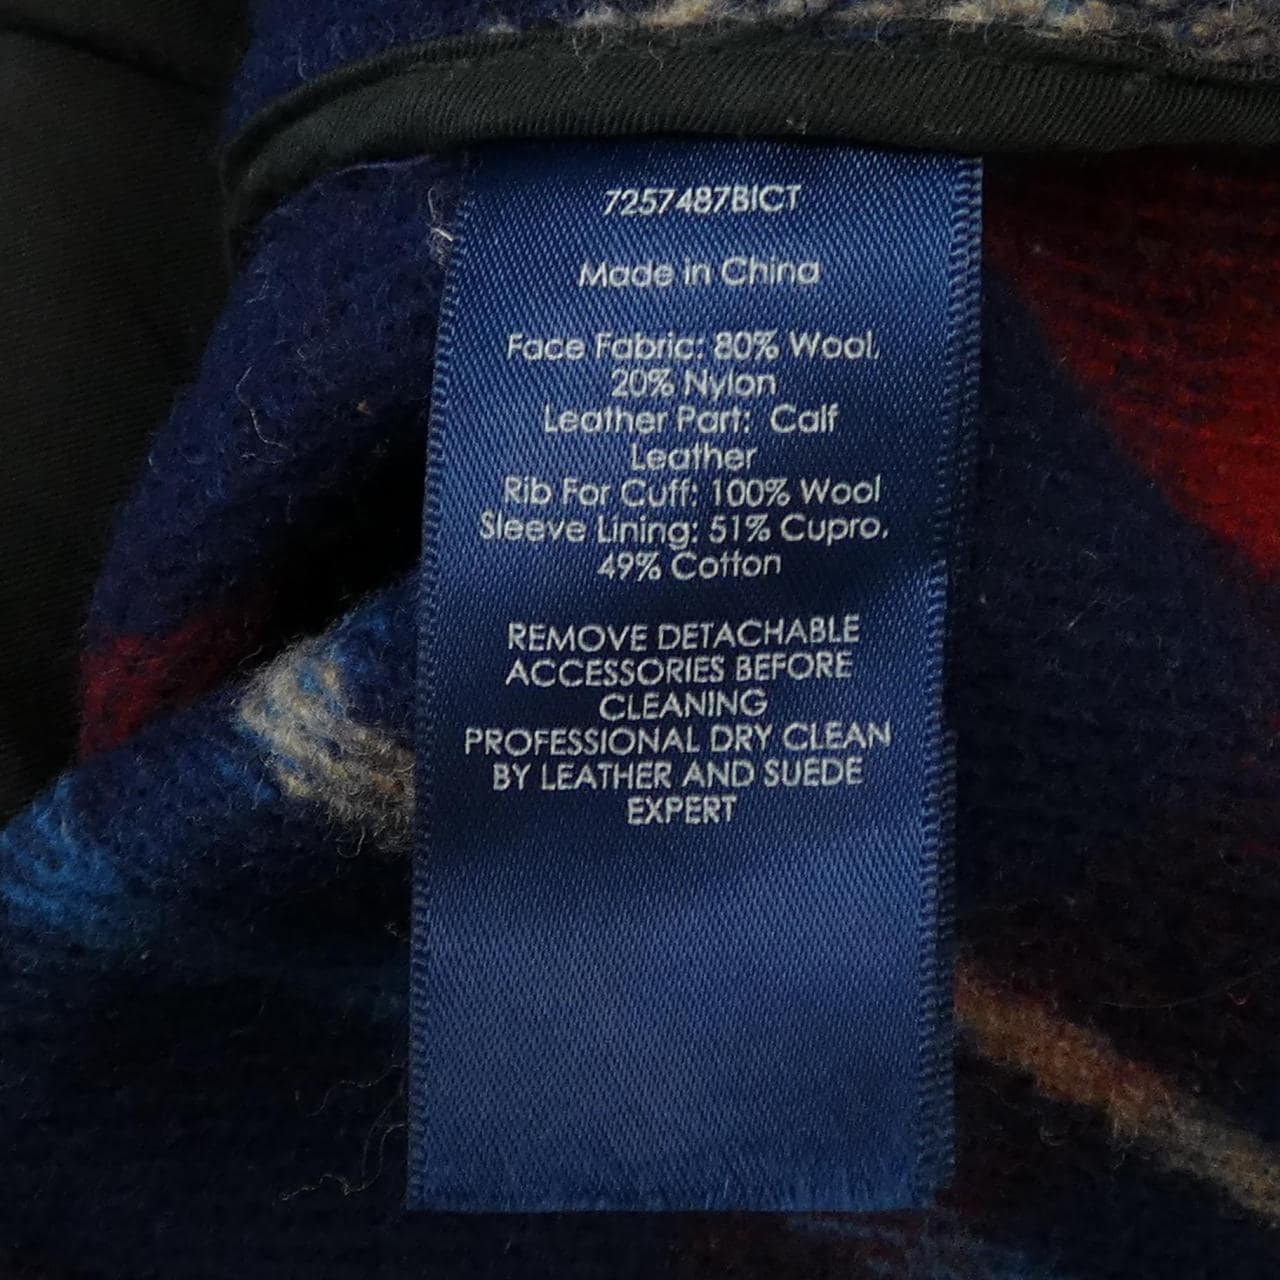 7257487BICT
Made in China
Face Fabric: 80% Wool,
20% Nylon
Leather Part: Calf
Leather
Rib For Cuff: 100% Wool
Sleeve Lining: 51% Cupro,
49% Cotton
REMOVE DETACHABLE
ACCESSORIES BEFORE
CLEANING
PROFESSIONAL DRY CLEAN
BY LEATHER AND SUEDE
EXPERT